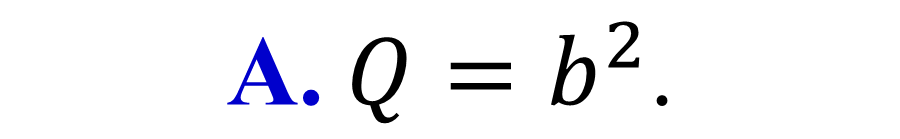 A. Q = b².